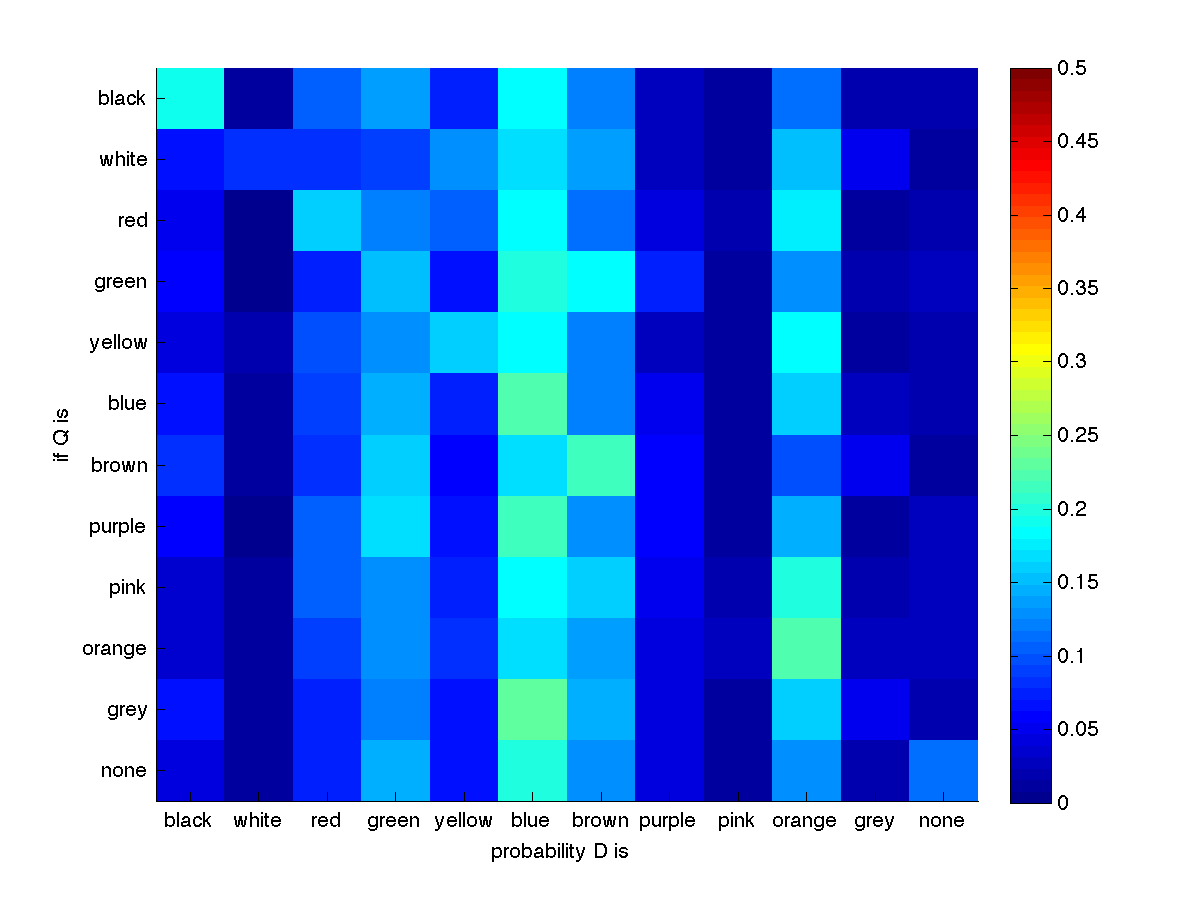 black
white
red
green
yellow
blue
brown
purple
pink
orange
grey
none
if Q is
black white red green yellow blue brown purple pink orange grey none
probability D is
0.5
0.45
0.4
0.35
0.3
0.25
0.2
0.15
0.1
0.05
0